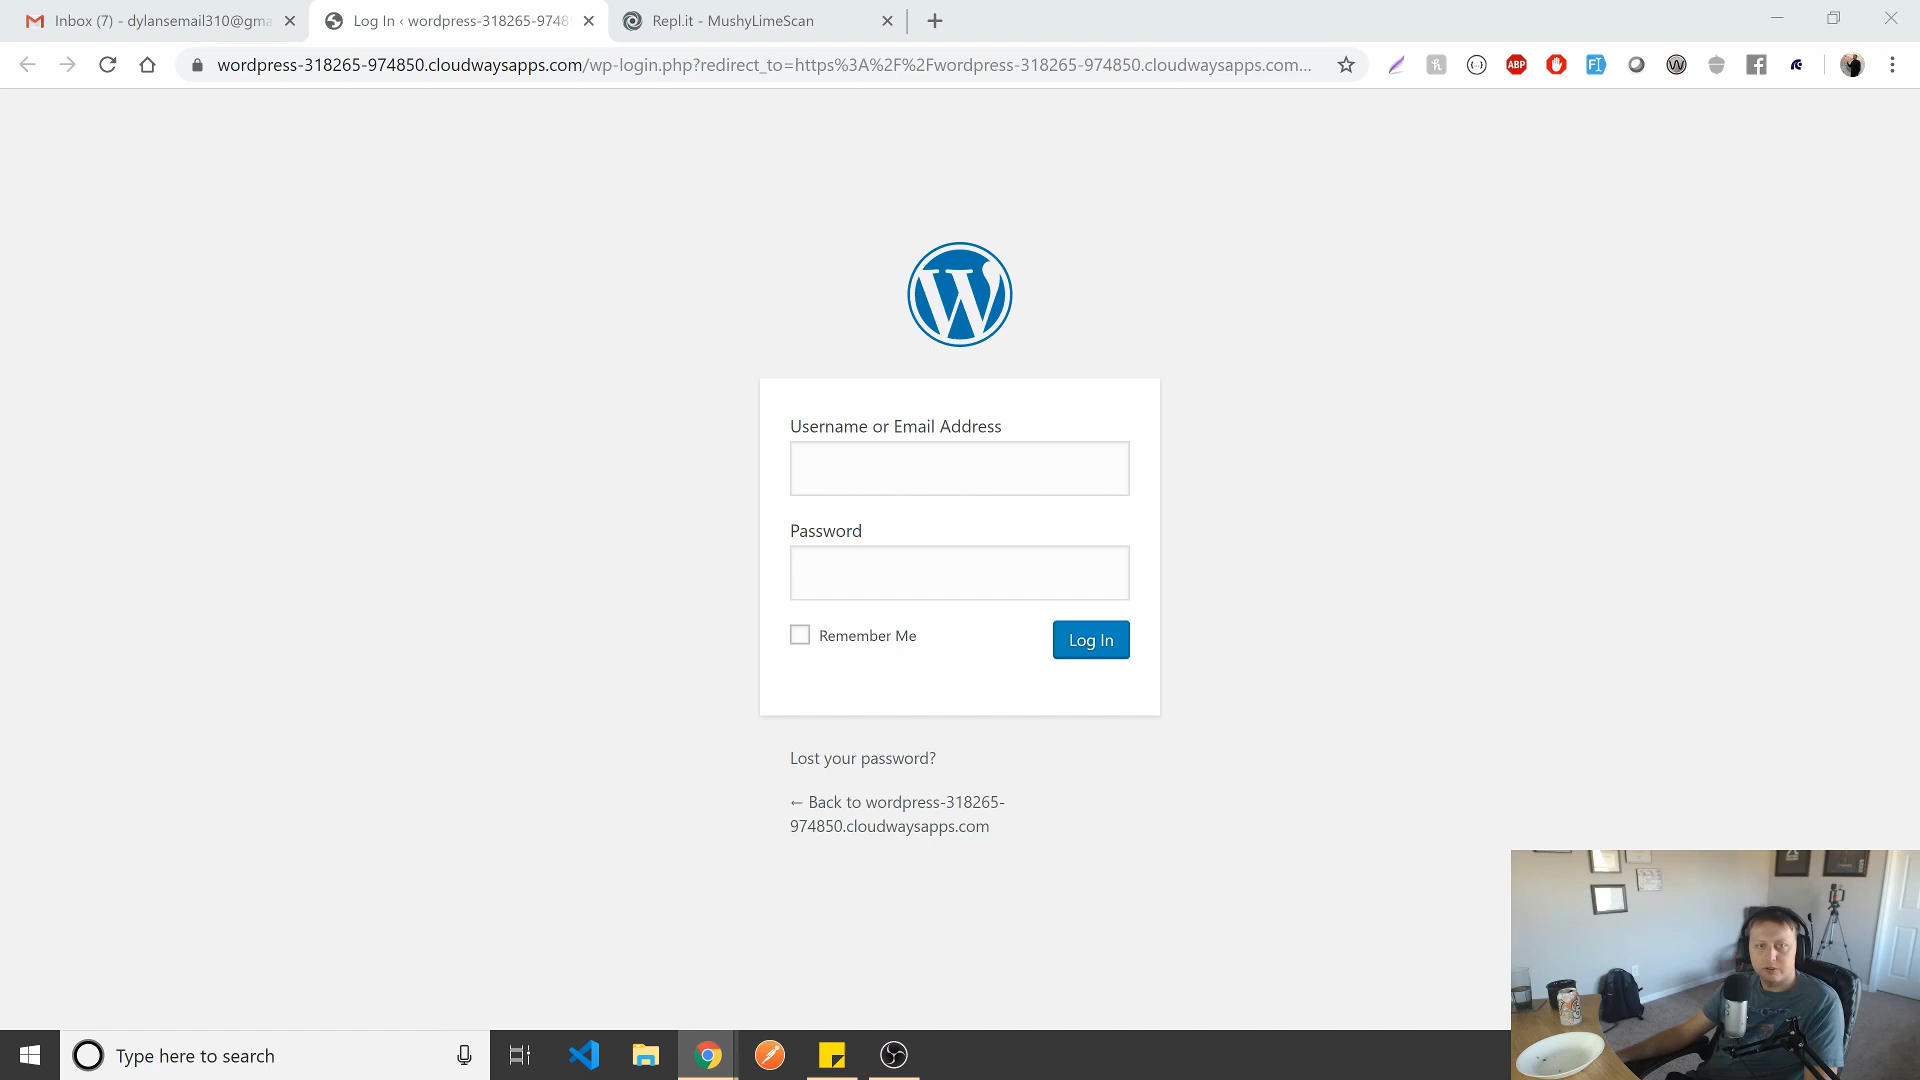 Inbox (7) - dylansemail310@gma
Log In ‹ wordpress-318265-9748
Repl.it - MushyLimeScan
wordpress-318265-974850.cloudwaysapps.com/wp-login.php?redirect_to=https%3A%2F%2Fwordpress-318265-974850.cloudwaysapps.com...
ABP
Username or Email Address
Password
Remember Me
Log In
Lost your password?
← Back to wordpress-318265-
974850.cloudwaysapps.com
Type here to search